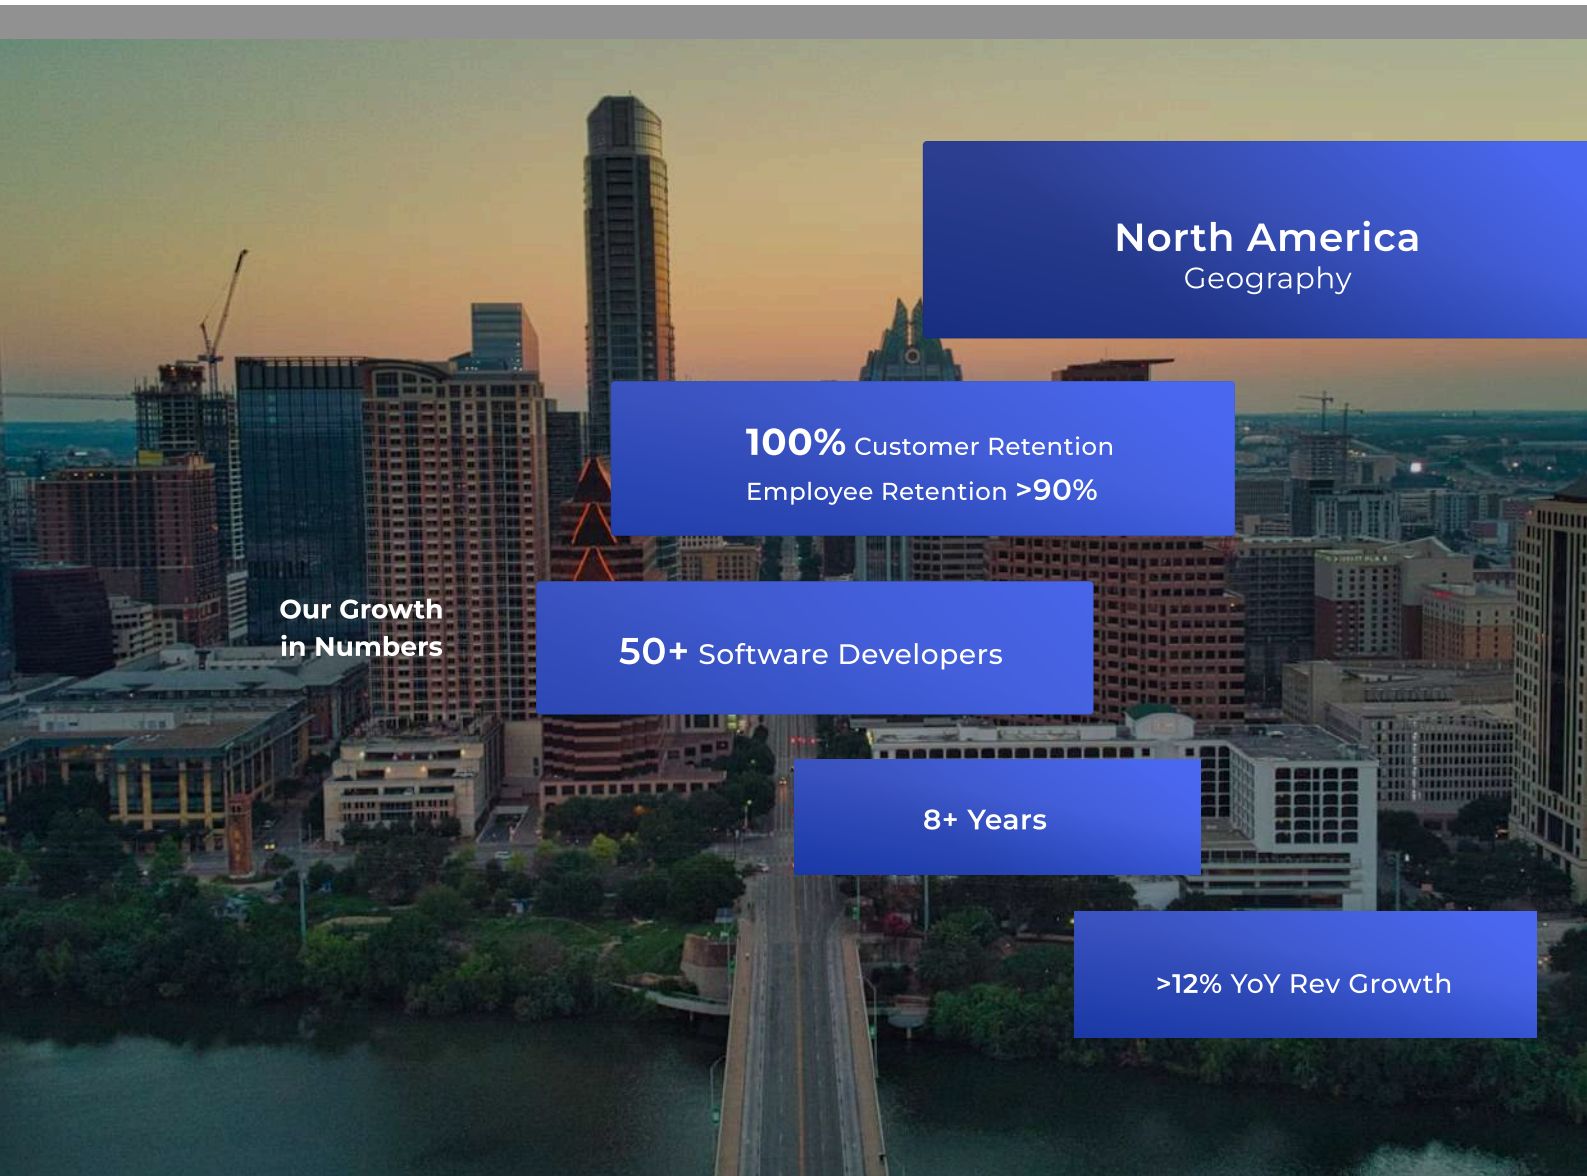 North America
Geography
100% Customer Retention
Employee Retention >90%
Our Growth
in Numbers
50+ Software Developers
8+ Years
>12% YoY Rev Growth